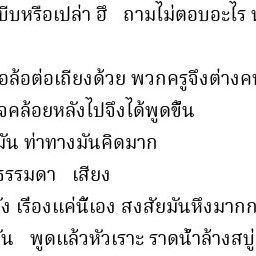 บีบหรือเปล่า ฮึ ถามไม่ตอบอะไร
อล้อต่อเถียงด้วย พวกครูจึงต่างค
จคล้อยหลังไปจึงได้พูดขึ้น
มัน ท่าทางมันคิดมาก
ธรรมดา เสียง
ัง เรื่องแค่นี้เอง สงสัยมันหึงมากก
ัน พูดแล้วหัวเราะ ราดน้ำล้างสบู่